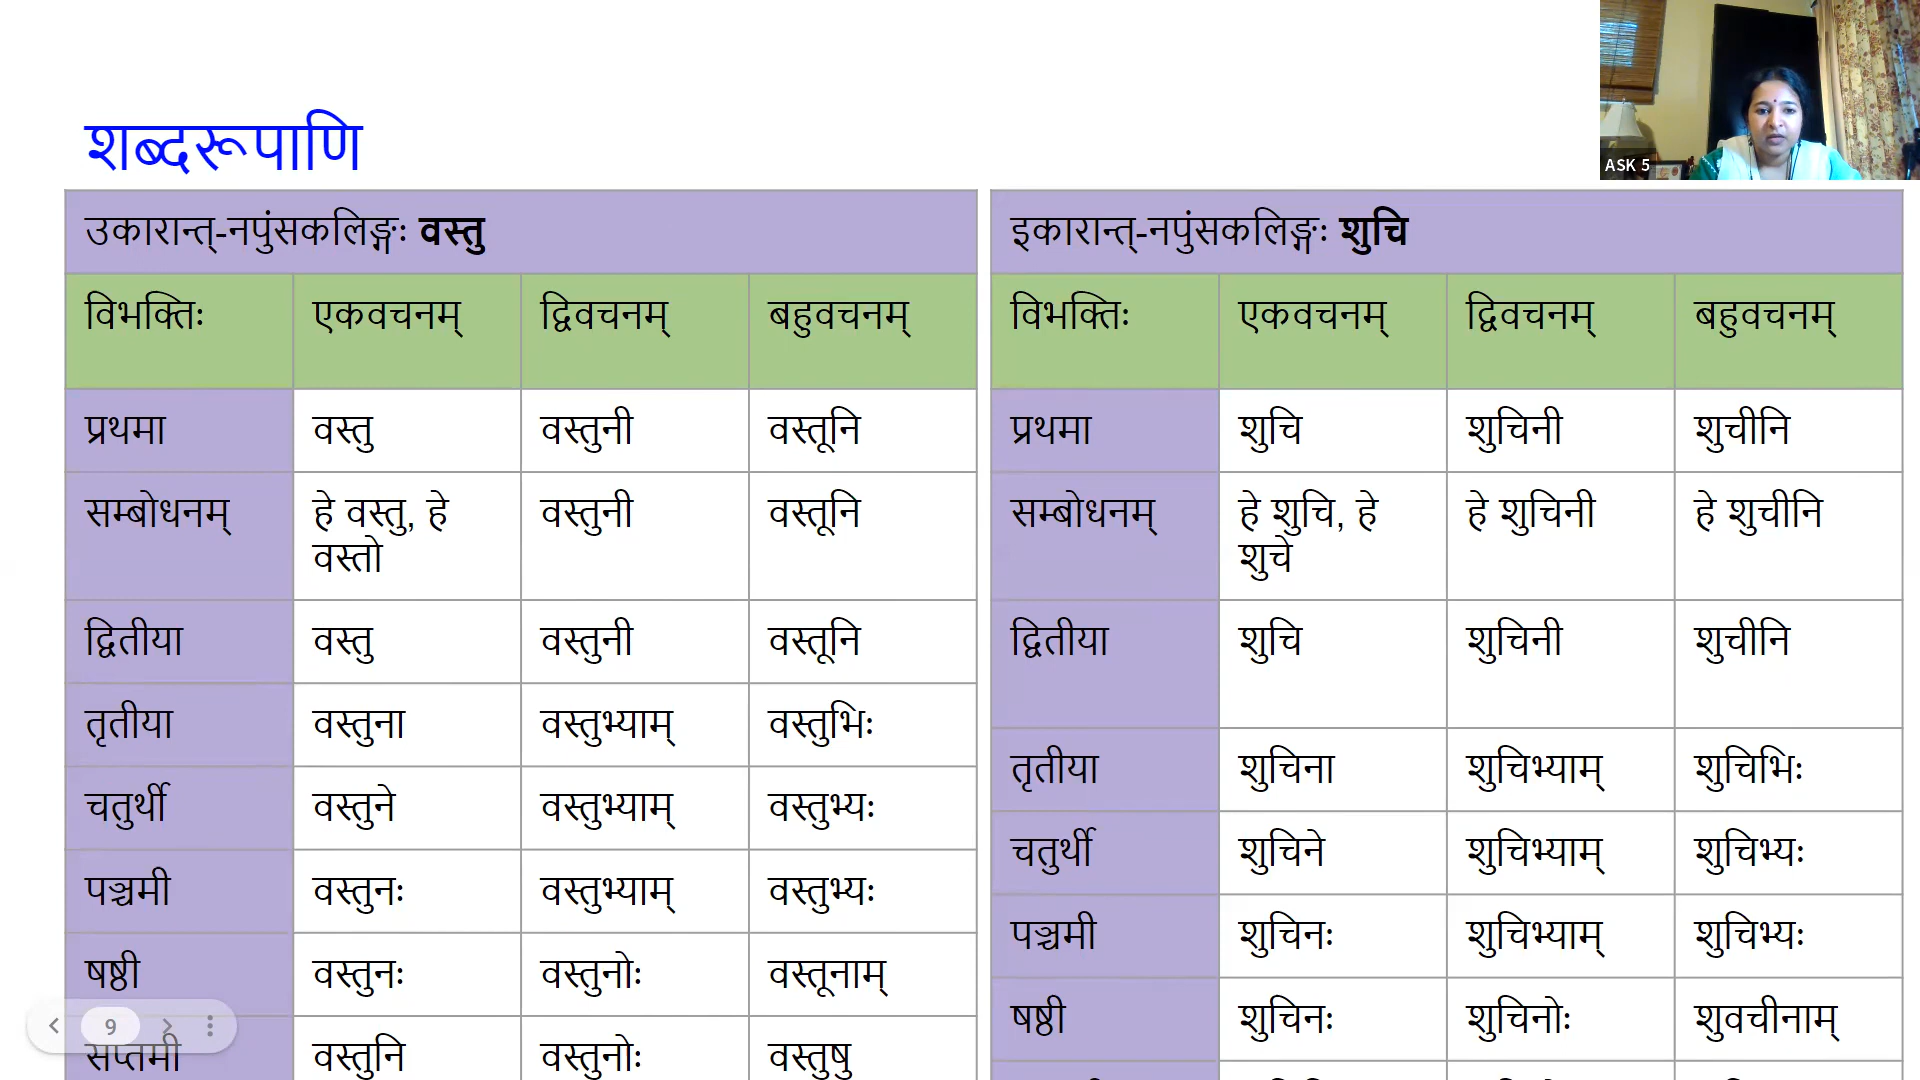 ASK 5
शब्दरूपाणि
उकारान्त्-नपुंसकलिङ्गः वस्तु
विभक्तिः एकवचनम् द्विवचनम् बहुवचनम्
प्रथमा वस्तु वस्तुनी वस्तूनि
सम्बोधनम् हे वस्तु, हे वस्तुनी वस्तूनि
वस्तो
द्वितीया वस्तु वस्तुनी वस्तूनि
तृतीया वस्तुना वस्तुभ्याम् वस्तुभिः
चतुर्थी वस्तुने वस्तुभ्याम् वस्तुभ्यः
पञ्चमी वस्तुनः वस्तुभ्याम् वस्तुभ्यः
षष्ठी वस्तुनः वस्तुनोः वस्तूनाम्
सप्तमी वस्तुनि वस्तुनोः वस्तुषु
इकारान्त्-नपुंसकलिङ्गः शुचि
विभक्तिः एकवचनम् द्विवचनम् बहुवचनम्
प्रथमा शुचि शुचिनी शुचीनि
सम्बोधनम् हे शुचि, हे हे शुचिनी हे शुचीनि
शुचे
द्वितीया शुचि शुचिनी शुचीनि
तृतीया शुचिना शुचिभ्याम् शुचिभिः
चतुर्थी शुचिने शुचिभ्याम् शुचिभ्यः
पञ्चमी शुचिनः शुचिभ्याम् शुचिभ्यः
षष्ठी शुचिनः शुचिनोः शुवचीनाम्
9